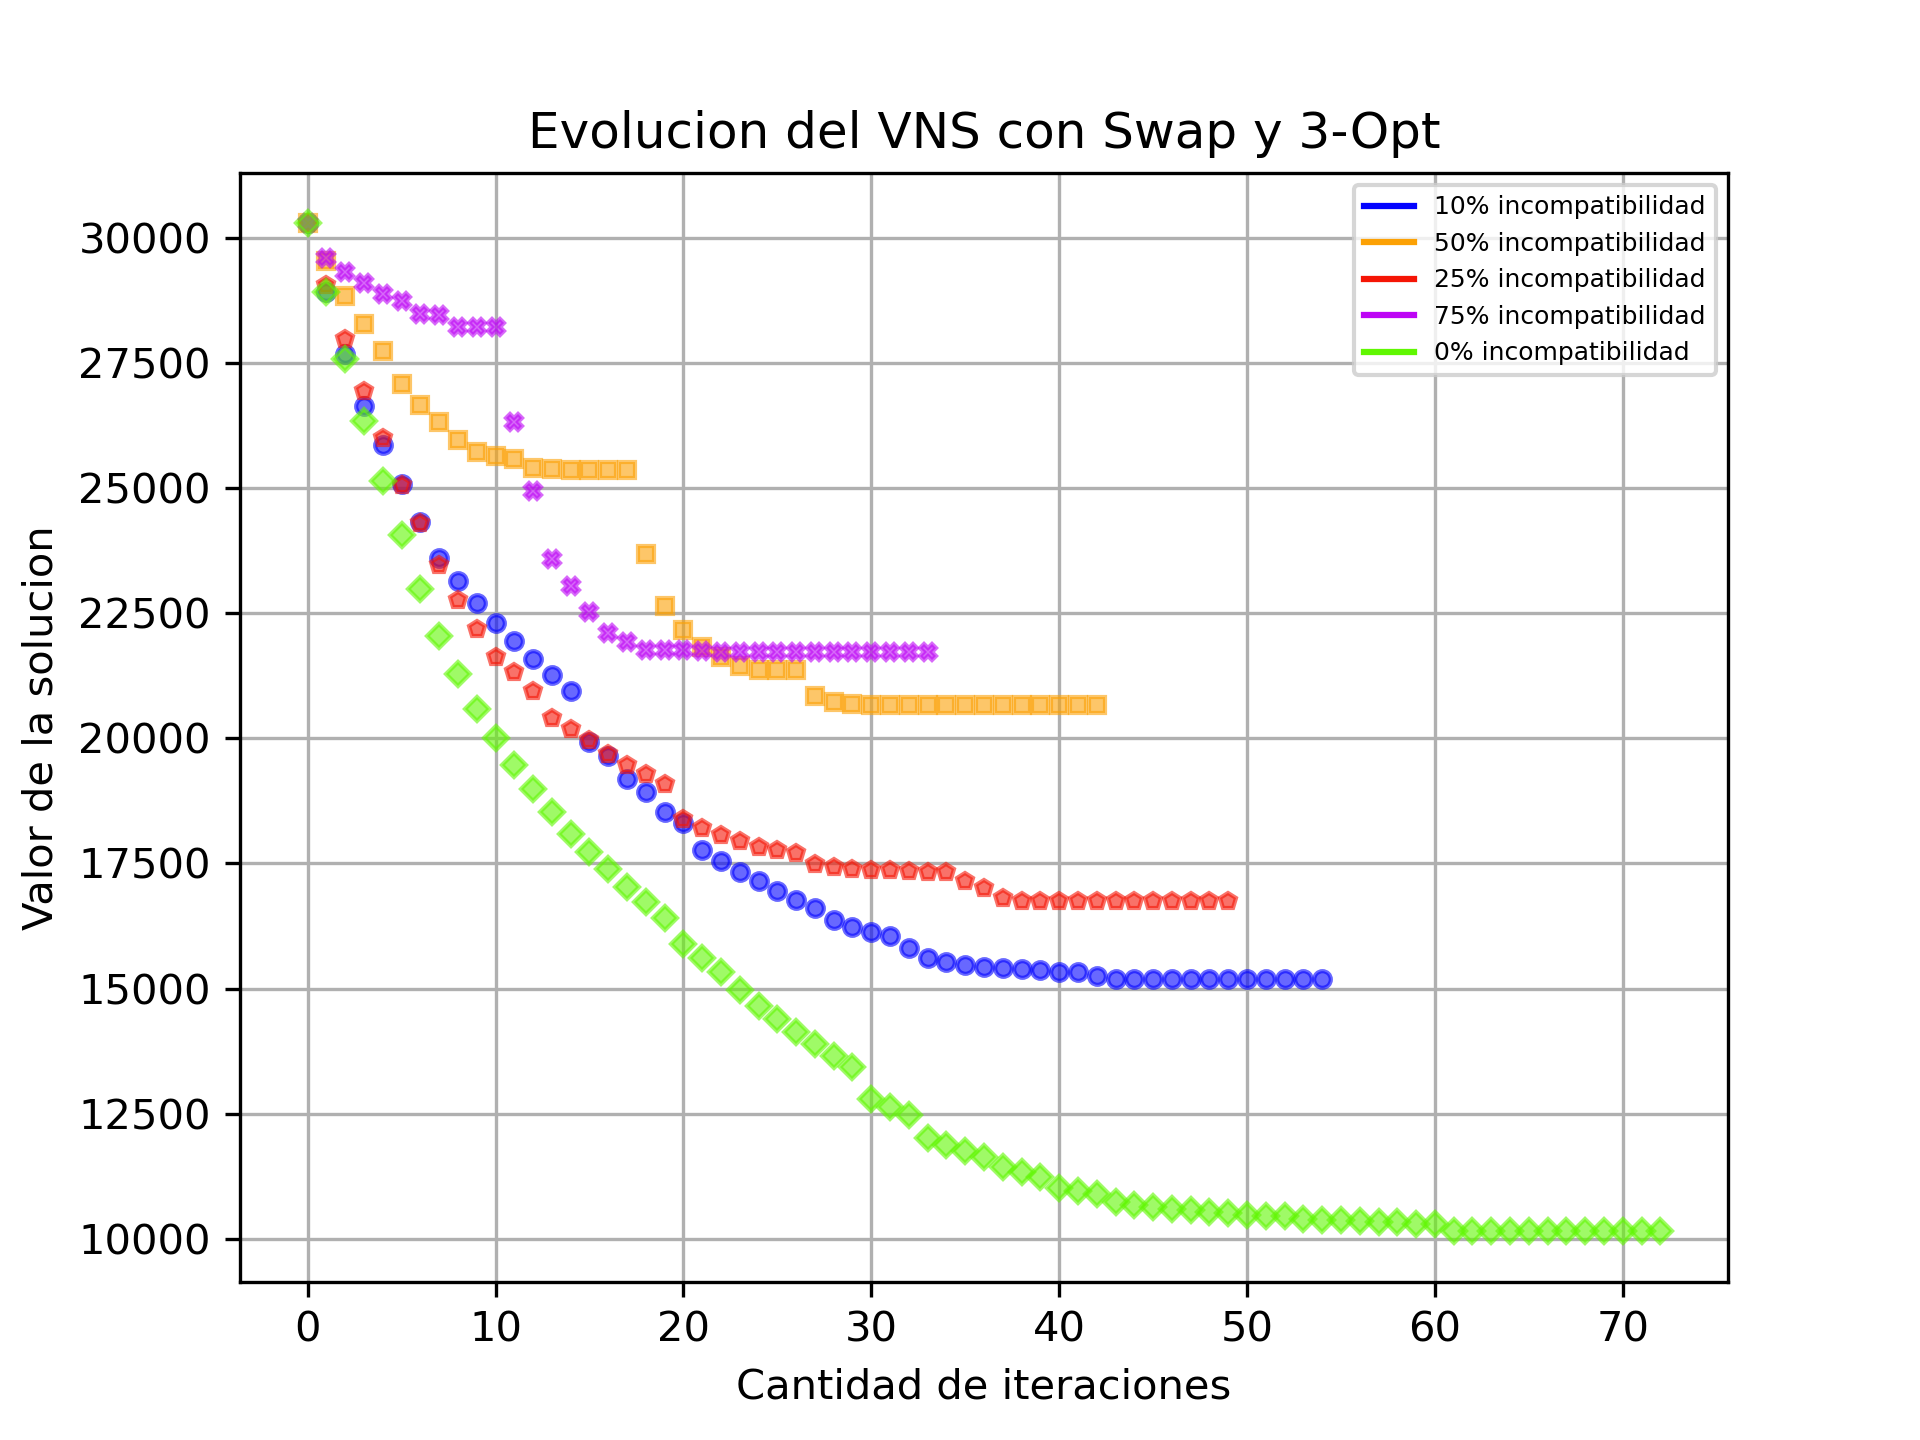 Evolucion del VNS con Swap y 3-Opt
10% incompatibilidad
50% incompatibilidad
25% incompatibilidad
75% incompatibilidad
0% incompatibilidad
Valor de la solucion
30000
27500
25000
22500
20000
17500
15000
12500
10000
0 10 20 30 40 50 60 70
Cantidad de iteraciones